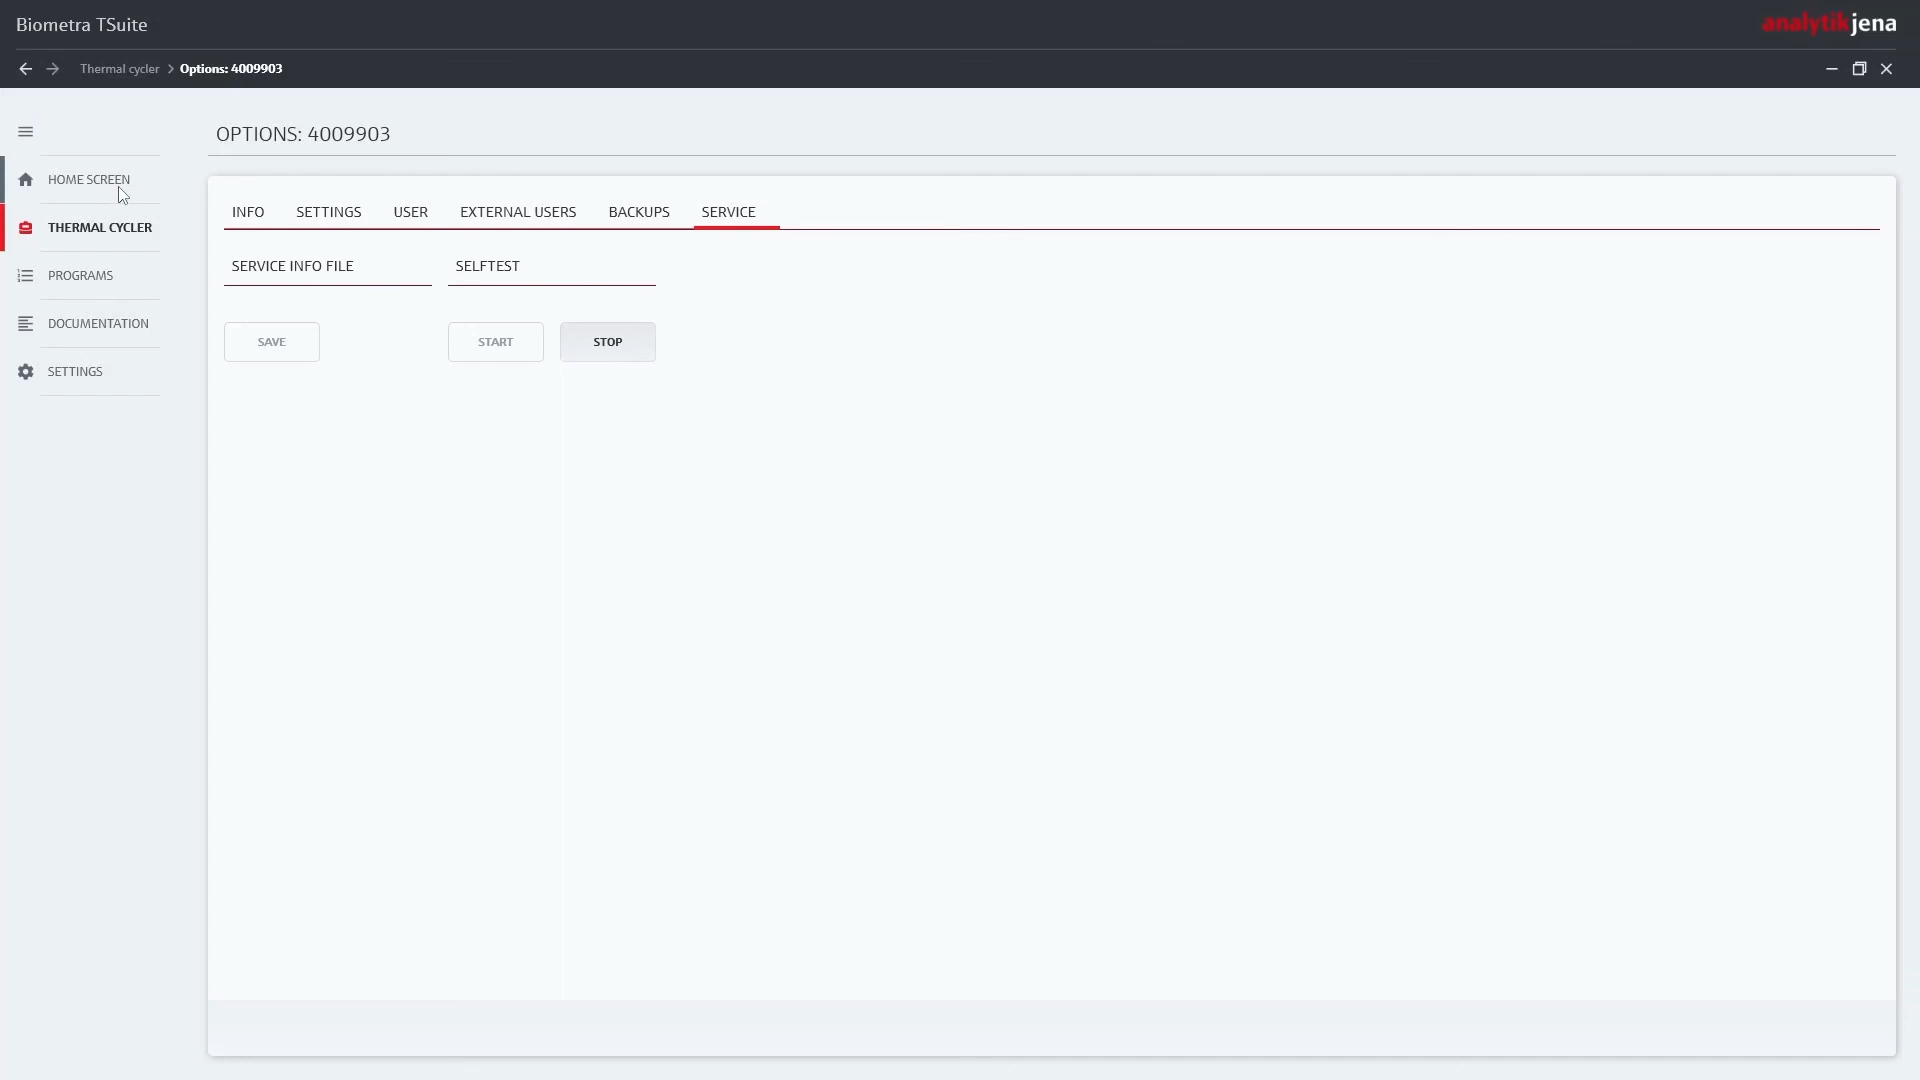 Biometra TSuite
analytikjena
Thermal cycler > Options: 4009903
OPTIONS: 4009903
HOME SCREEN
THERMAL CYCLER
PROGRAMS
DOCUMENTATION
SETTINGS
INFO SETTINGS USER EXTERNAL USERS BACKUPS SERVICE
SERVICE INFO FILE SELFTEST
SAVE START STOP